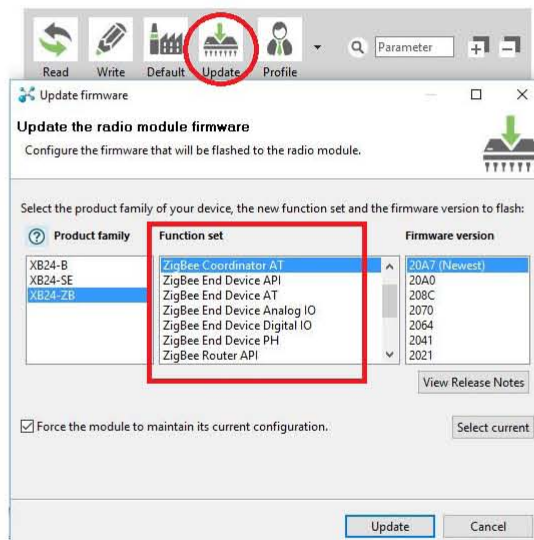 Read Write Default Update Profile Parameter
Update firmware
Update the radio module firmware
Configure the firmware that will be flashed to the radio module.
Select the product family of your device, the new function set and the firmware version to flash:
Product family Function set Firmware version
XB24-B ZigBee Coordinator AT 20A7 (Newest)
XB24-SE ZigBee End Device API 20A0
XB24-ZB ZigBee End Device AT 208C
ZigBee End Device Analog IO 2070
ZigBee End Device Digital IO 2064
ZigBee End Device PH 2041
ZigBee Router API 2021
View Release Notes
Force the module to maintain its current configuration. Select current
Update Cancel